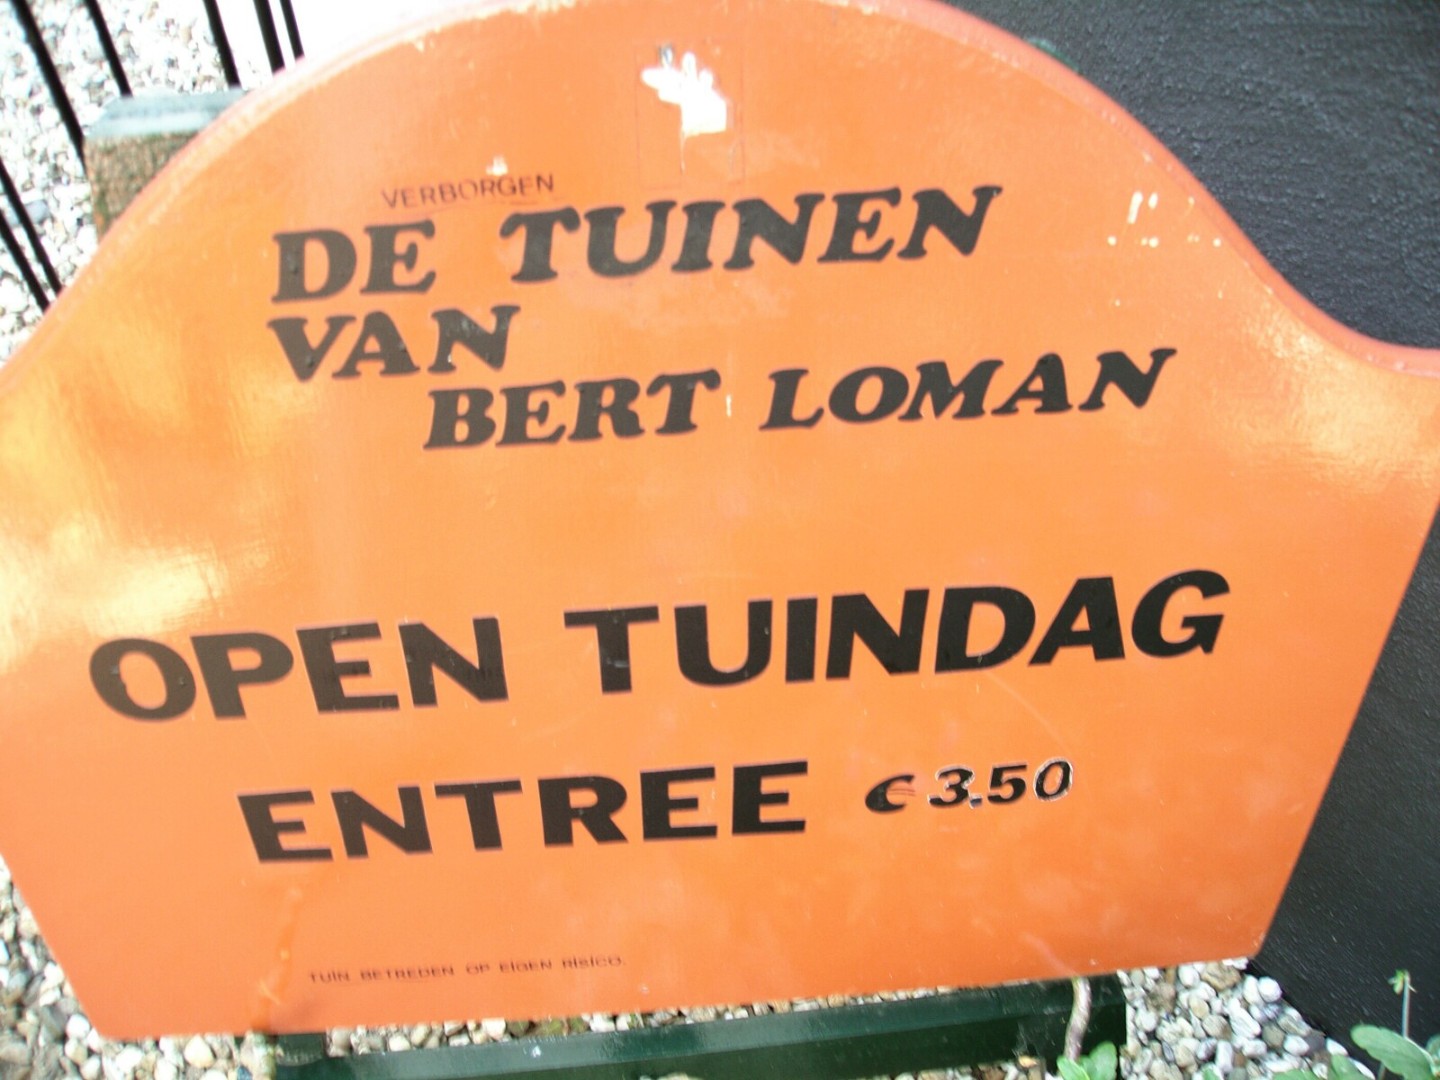 VERBORGEN
DE TUINEN
VAN
BERT LOMAN
OPEN TUINDAG
ENTREE € 3.50
TUIN BETREDEN OP EIGEN RISICO.